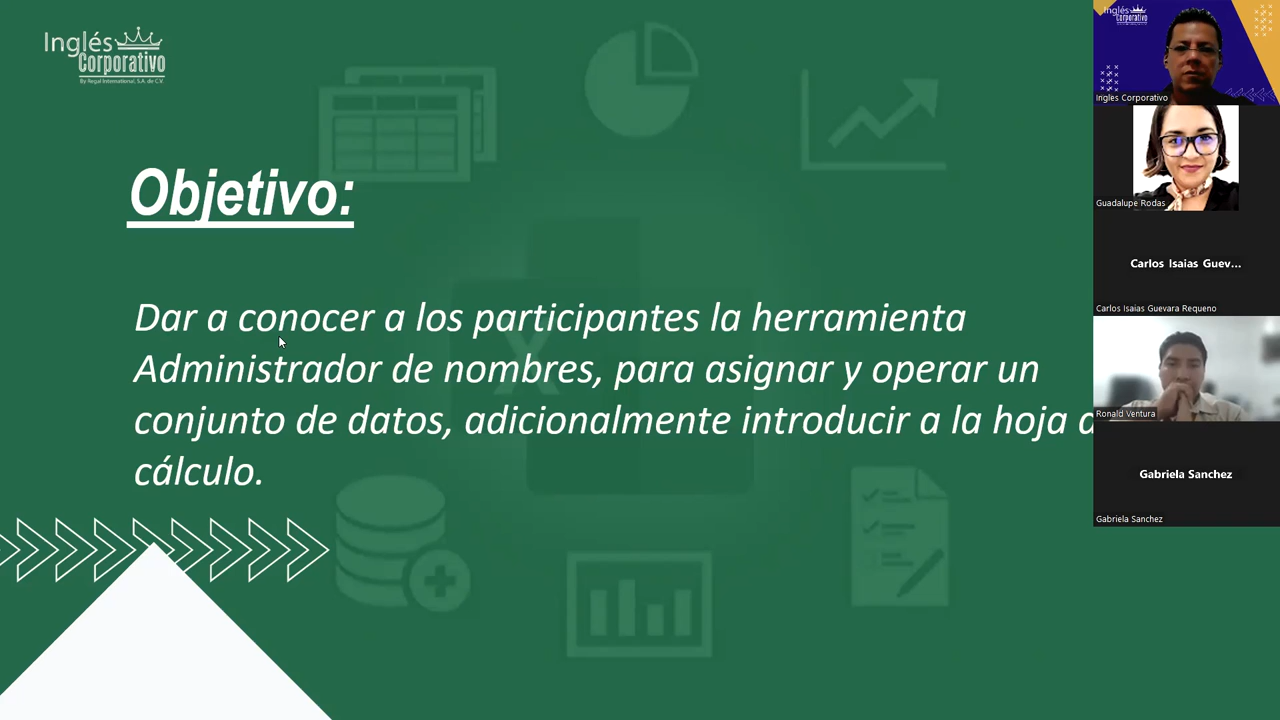 Inglés
Corporativo
By Regal International, S.A. de C.V.
Objetivo:
Dar a conocer a los participantes la herramienta
Administrador de nombres, para asignar y operar un
conjunto de datos, adicionalmente introducir a la hoja
cálculo.
Inglés
Corporativo
Ingles Corporativo
Guadalupe Rodas
Carlos Isaias Guev...
Carlos Isaias Guevara Requeno
Ronald Ventura
Gabriela Sanchez
Gabriela Sanchez